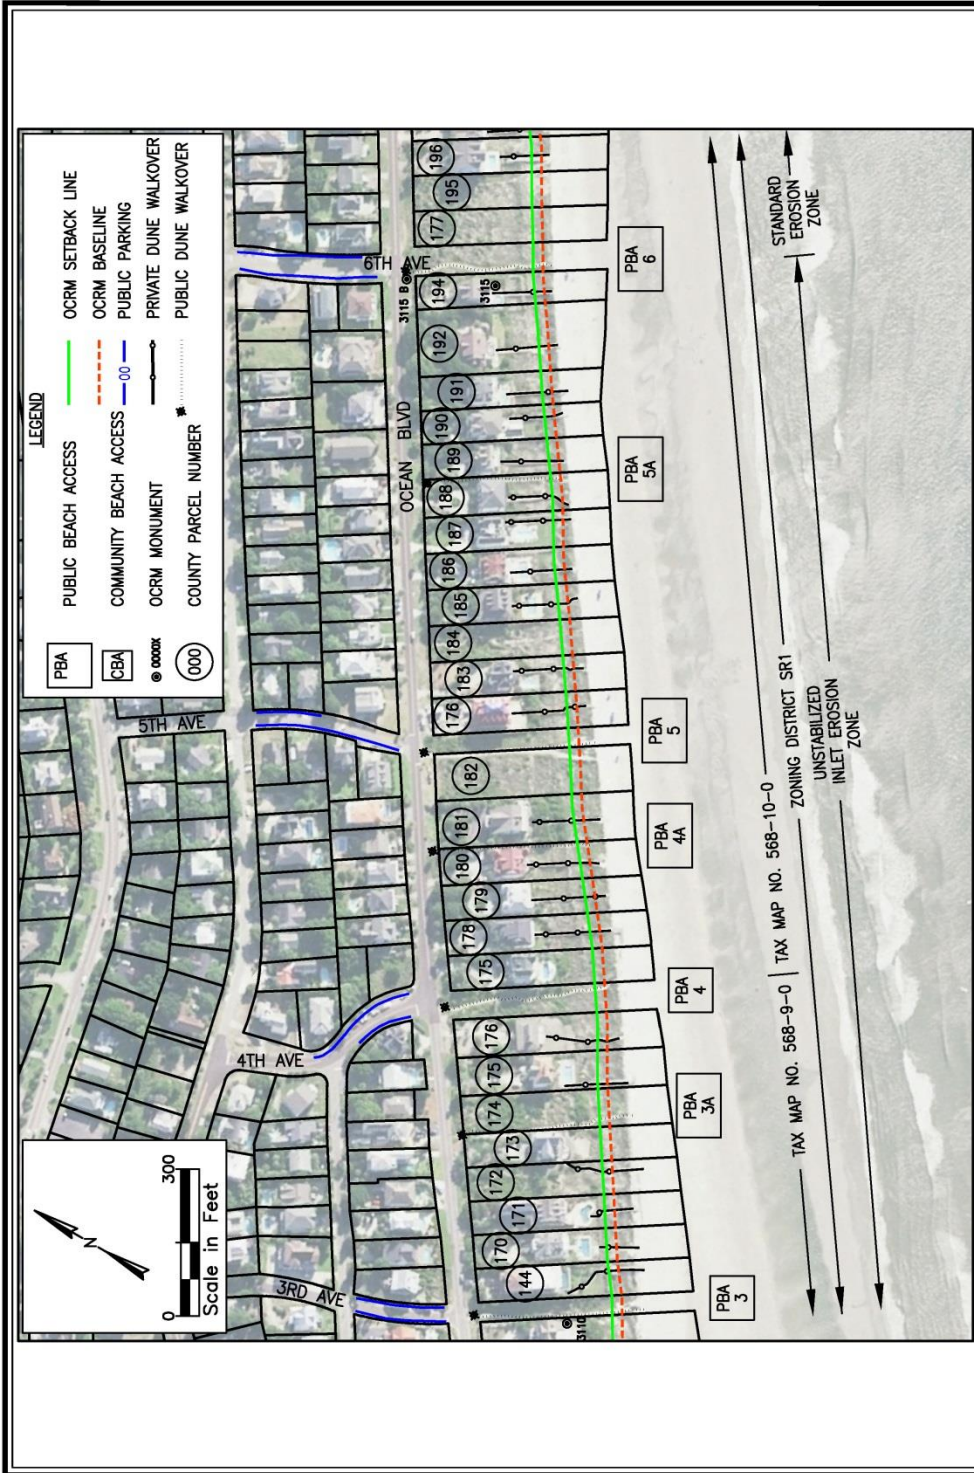 LEGEND
PBA PUBLIC BEACH ACCESS
CBA COMMUNITY BEACH ACCESS
000X OCRM MONUMENT
000 COUNTY PARCEL NUMBER
OCRM SETBACK LINE
OCRM BASELINE
00 PUBLIC PARKING
PRIVATE DUNE WALKOVER
PUBLIC DUNE WALKOVER
N
0 300
Scale in Feet
3RD AVE
4TH AVE
5TH AVE
6TH AVE
OCEAN BLVD
3110
3115 B
3115
144
170
171
172
173
174
175
176
175
178
179
180
181
182
176
183
184
185
186
187
188
189
190
191
192
194
177
195
196
PBA
3
PBA
3A
PBA
4
PBA
4A
PBA
5
PBA
5A
PBA
6
TAX MAP NO. 568-9-0 | TAX MAP NO. 568-10-0
ZONING DISTRICT SR1
UNSTABILIZED
INLET EROSION
ZONE
STANDARD
EROSION
ZONE